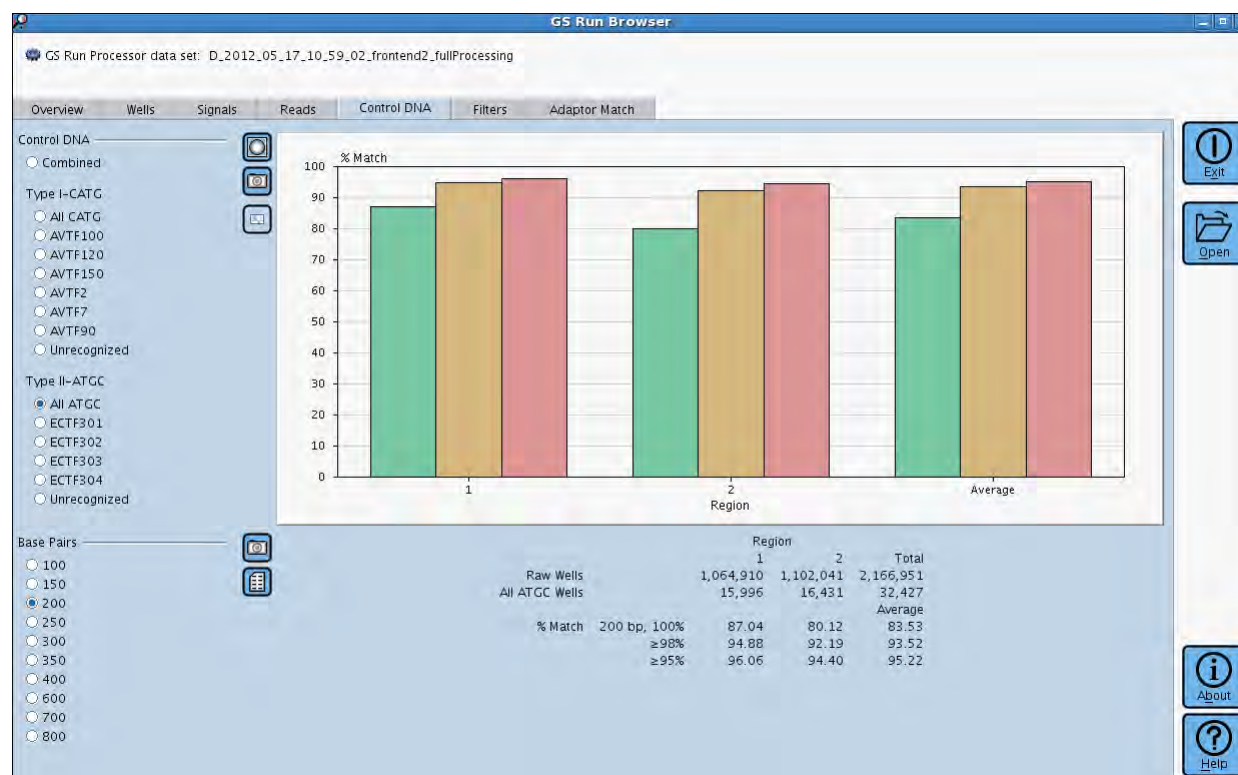 GS Run Browser
GS Run Processor data set: D_2012_05_17_10_59_02_frontend2_fullProcessing
Overview Wells Signals Reads Control DNA Filters Adaptor Match
Control DNA
Combined
Type I-CATG
All CATG
AVTF100
AVTF120
AVTF150
AVTF2
AVTF7
AVTF90
Unrecognized
Type II-ATGC
All ATGC
ECTF301
ECTF302
ECTF303
ECTF304
Unrecognized
% Match
100
90
80
70
60
50
40
30
20
10
0
1 2 Average
Region
Exit
Open
Base Pairs
100
150
200
250
300
350
400
600
700
800
Region
1 2 Total
Raw Wells 1,064,910 1,102,041 2,166,951
All ATGC Wells 15,996 16,431 32,427
Average
% Match 200 bp, 100% 87.04 80.12 83.53
≥98% 94.88 92.19 93.52
≥95% 96.06 94.40 95.22
About
Help